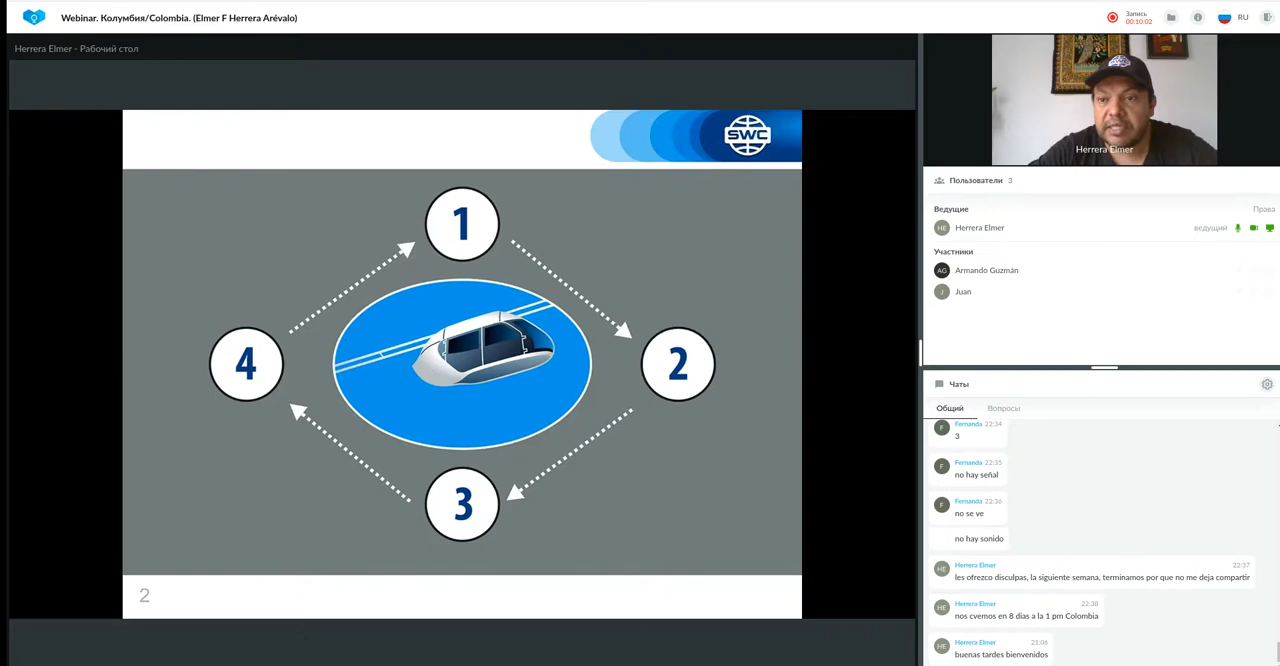 Webinar. Колумбия/Colombia. (Elmer F Herrera Arévalo)
Запись
00:10:02
RU
Herrera Elmer - Рабочий стол
SWC
1
2
3
4
2
Herrera Elmer
Пользователи 3
Ведущие Права
HE Herrera Elmer ведущий
Участники
AG Armando Guzmán
J Juan
Чаты
Общий Вопросы
F Fernanda 22:34
3
F Fernanda 22:35
no hay señal
F Fernanda 22:36
no se ve
no hay sonido
HE Herrera Elmer 22:37
les ofrezco disculpas, la siguiente semana, terminamos por que no me deja compartir
HE Herrera Elmer 22:38
nos cvemos en 8 dias a la 1 pm Colombia
HE Herrera Elmer 21:06
buenas tardes bienvenidos